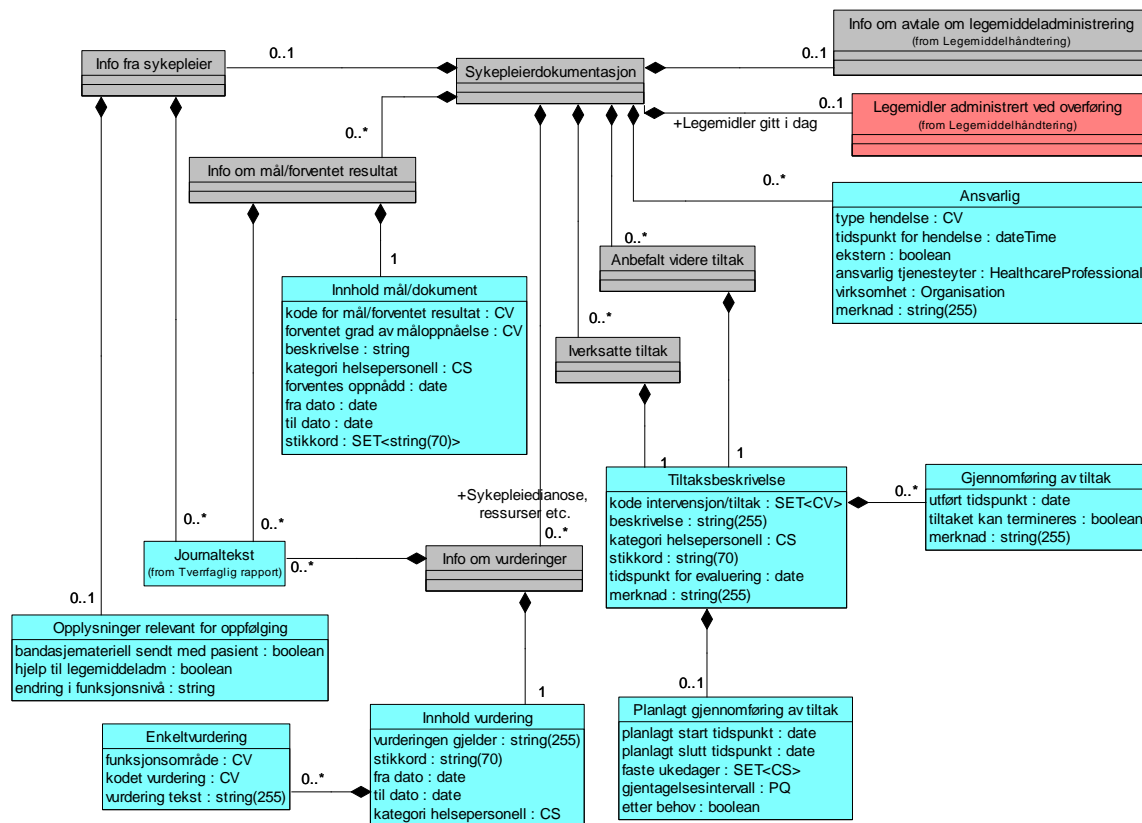 Info om avtale om legemiddeladministrering
(from Legemiddelhåndtering)
0..1
0..1
Info fra sykepleier
Sykepleierdokumentasjon
Legemidler administrert ved overføring
(from Legemiddelhåndtering)
0..1
+Legemidler gitt i dag
0..*
Info om mål/forventet resultat
0..*
Ansvarlig
type hendelse : CV
tidspunkt for hendelse : dateTime
ekstern : boolean
ansvarlig tjenesteyter : HealthcareProfessional
virksomhet : Organisation
merknad : string(255)
0..*
Anbefalt videre tiltak
1
Innhold mål/dokument
kode for mål/forventet resultat : CV
forventet grad av måloppnåelse : CV
beskrivelse : string
kategori helsepersonell : CS
forventes oppnådd : date
fra dato : date
til dato : date
stikkord : SET<string(70)>
0..*
Iverksatte tiltak
1
1
Tiltaksbeskrivelse
kode intervensjon/tiltak : SET<CV>
beskrivelse : string(255)
kategori helsepersonell : CS
stikkord : string(70)
tidspunkt for evaluering : date
merknad : string(255)
0..*
Gjennomføring av tiltak
utført tidspunkt : date
tiltaket kan termineres : boolean
merknad : string(255)
+Sykepleiedianose,
ressurser etc.
0..*
0..*
0..*
Journaltekst
(from Tverrfaglig rapport)
0..*
Info om vurderinger
0..1
Opplysninger relevant for oppfølging
bandasjemateriell sendt med pasient : boolean
hjelp til legemiddeladm : boolean
endring i funksjonsnivå : string
1
0..1
Innhold vurdering
vurderingen gjelder : string(255)
stikkord : string(70)
fra dato : date
til dato : date
kategori helsepersonell : CS
Planlagt gjennomføring av tiltak
planlagt start tidspunkt : date
planlagt slutt tidspunkt : date
faste ukedager : SET<CS>
gjentagelsesintervall : PQ
etter behov : boolean
Enkeltvurdering
funksjonsområde : CV
kodet vurdering : CV
vurdering tekst : string(255)
0..*